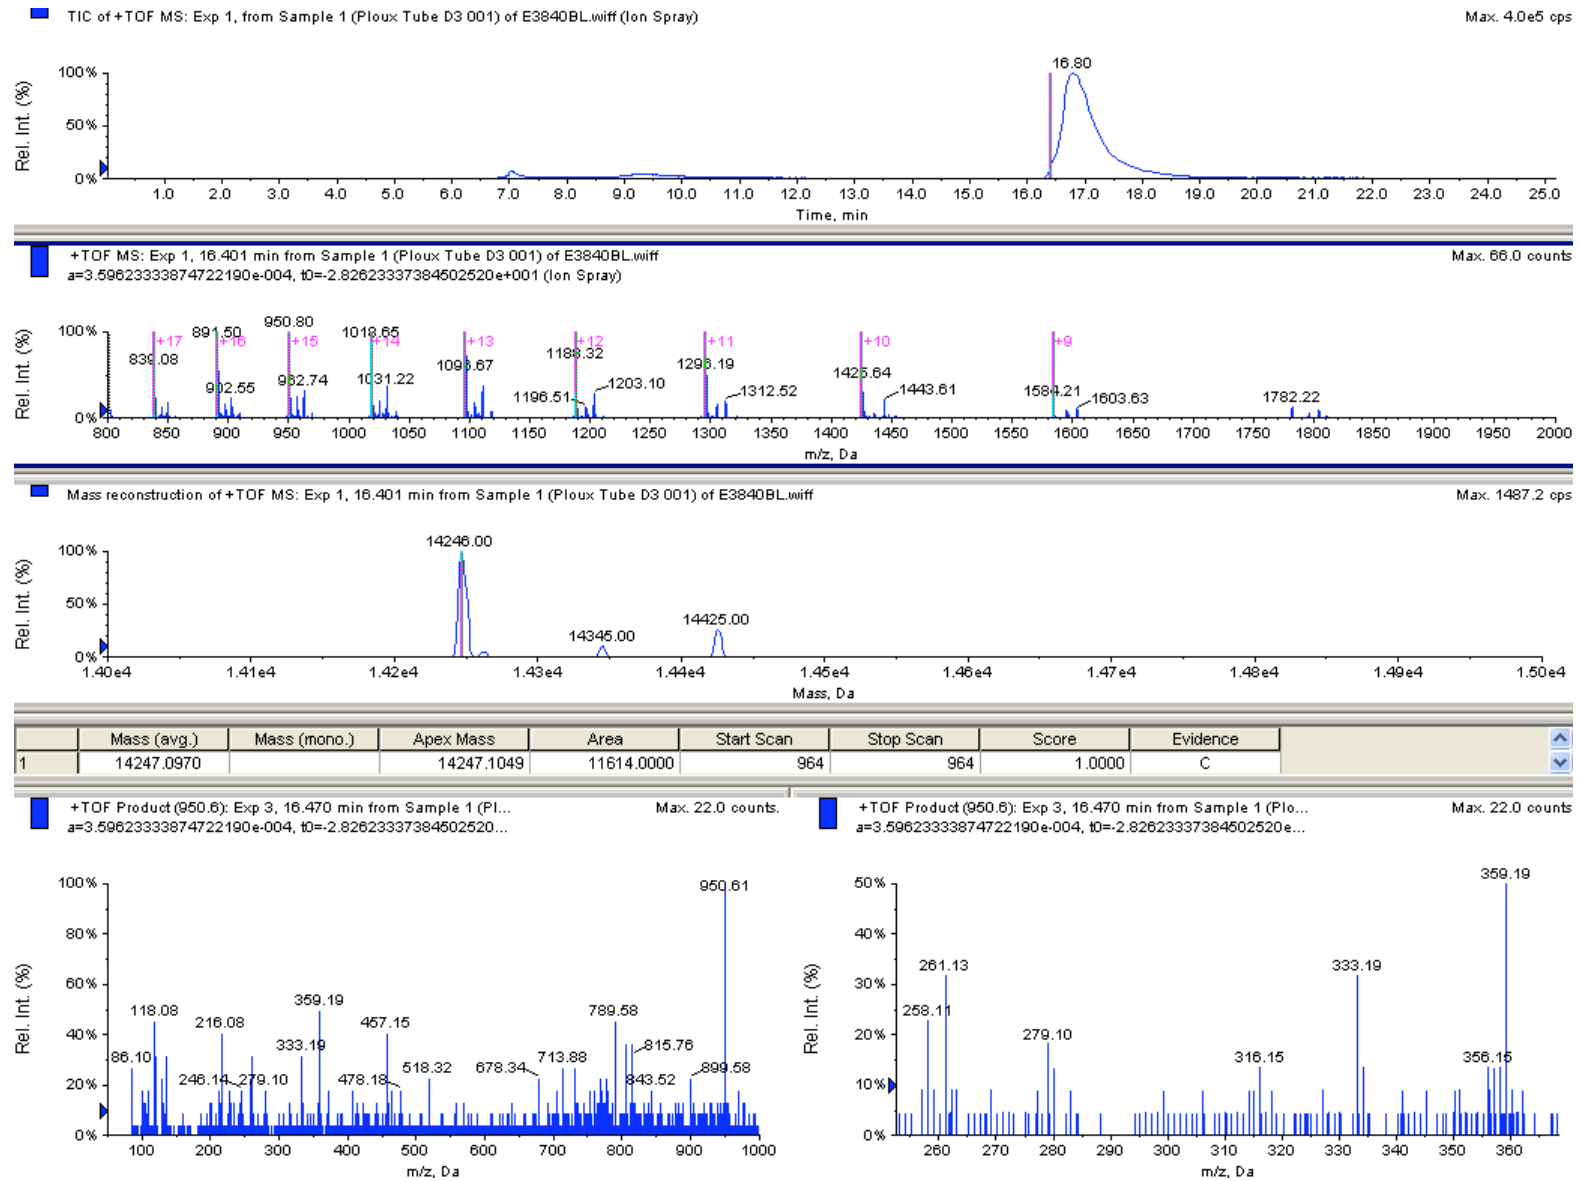 TIC of +TOF MS: Exp 1, from Sample 1 (Ploux Tube D3 001) of E3840BL.wiff (Ion Spray)
Max. 4.0e5 cps
16.80
100%
50%
0%
Rel. Int. (%)
1.0 2.0 3.0 4.0 5.0 6.0 7.0 8.0 9.0 10.0 11.0 12.0 13.0 14.0 15.0 16.0 17.0 18.0 19.0 20.0 21.0 22.0 23.0 24.0 25.0
Time, min
+TOF MS: Exp 1, 16.401 min from Sample 1 (Ploux Tube D3 001) of E3840BL.wiff
Max. 66.0 counts
a=3.59623333874722190e-004, t0=-2.82623337384502520e+001 (Ion Spray)
100%
50%
0%
Rel. Int. (%)
+17 +16 +15 +14 +13 +12 +11 +10 +9
839.08 891.50 902.55 950.80 962.74 1018.65 1031.22 1096.67 1188.32 1196.51 1203.10 1296.19 1312.52 1425.64 1443.61 1584.21 1603.63 1782.22
800 850 900 950 1000 1050 1100 1150 1200 1250 1300 1350 1400 1450 1500 1550 1600 1650 1700 1750 1800 1850 1900 1950 2000
m/z, Da
Mass reconstruction of +TOF MS: Exp 1, 16.401 min from Sample 1 (Ploux Tube D3 001) of E3840BL.wiff
Max. 1487.2 cps
100%
50%
0%
Rel. Int. (%)
14246.00 14345.00 14425.00
1.40e4 1.41e4 1.42e4 1.43e4 1.44e4 1.45e4 1.46e4 1.47e4 1.48e4 1.49e4 1.50e4
Mass, Da
Mass (avg.) Mass (mono.) Apex Mass Area Start Scan Stop Scan Score Evidence
1 14247.0970 14247.1049 11614.0000 964 964 1.0000 C
+TOF Product (950.6): Exp 3, 16.470 min from Sample 1 (Pl...
Max. 22.0 counts.
a=3.59623333874722190e-004, t0=-2.82623337384502520...
100%
80%
60%
40%
20%
0%
Rel. Int. (%)
86.10 118.08 216.08 246.14 279.10 333.19 359.19 457.15 478.18 518.32 678.34 713.88 789.58 815.76 843.52 899.58 950.61
100 200 300 400 500 600 700 800 900 1000
m/z, Da
+TOF Product (950.6): Exp 3, 16.470 min from Sample 1 (Plo...
Max. 22.0 counts
a=3.59623333874722190e-004, t0=-2.82623337384502520e...
50%
40%
30%
20%
10%
0%
Rel. Int. (%)
258.11 261.13 279.10 316.15 333.19 356.15 359.19
260 270 280 290 300 310 320 330 340 350 360
m/z, Da